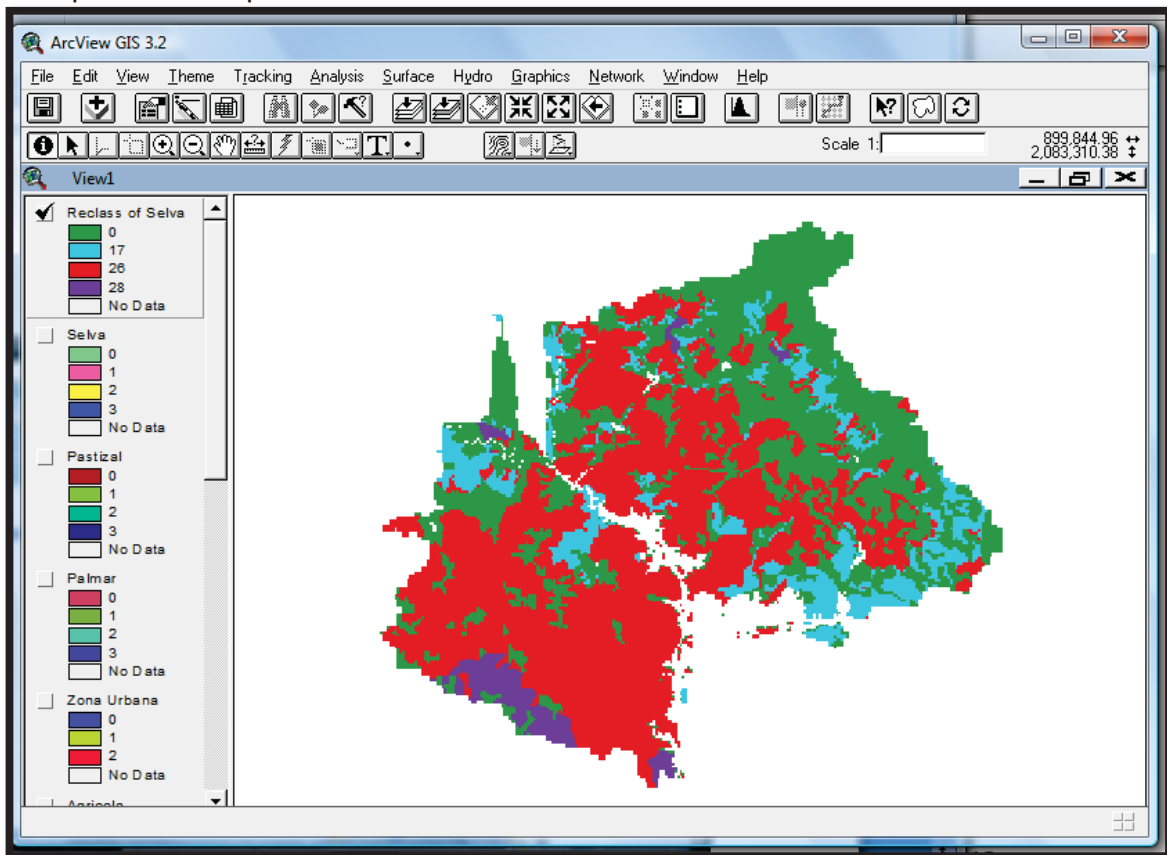 ArcView GIS 3.2
File Edit View Theme Tracking Analysis Surface Hydro Graphics Network Window Help
Scale 1:
899,844.96
2,083,310.38
View1
Reclass of Selva
0
17
26
28
No Data
Selva
0
1
2
3
No Data
Pastizal
0
1
2
3
No Data
Palmar
0
1
2
3
No Data
Zona Urbana
0
1
2
No Data